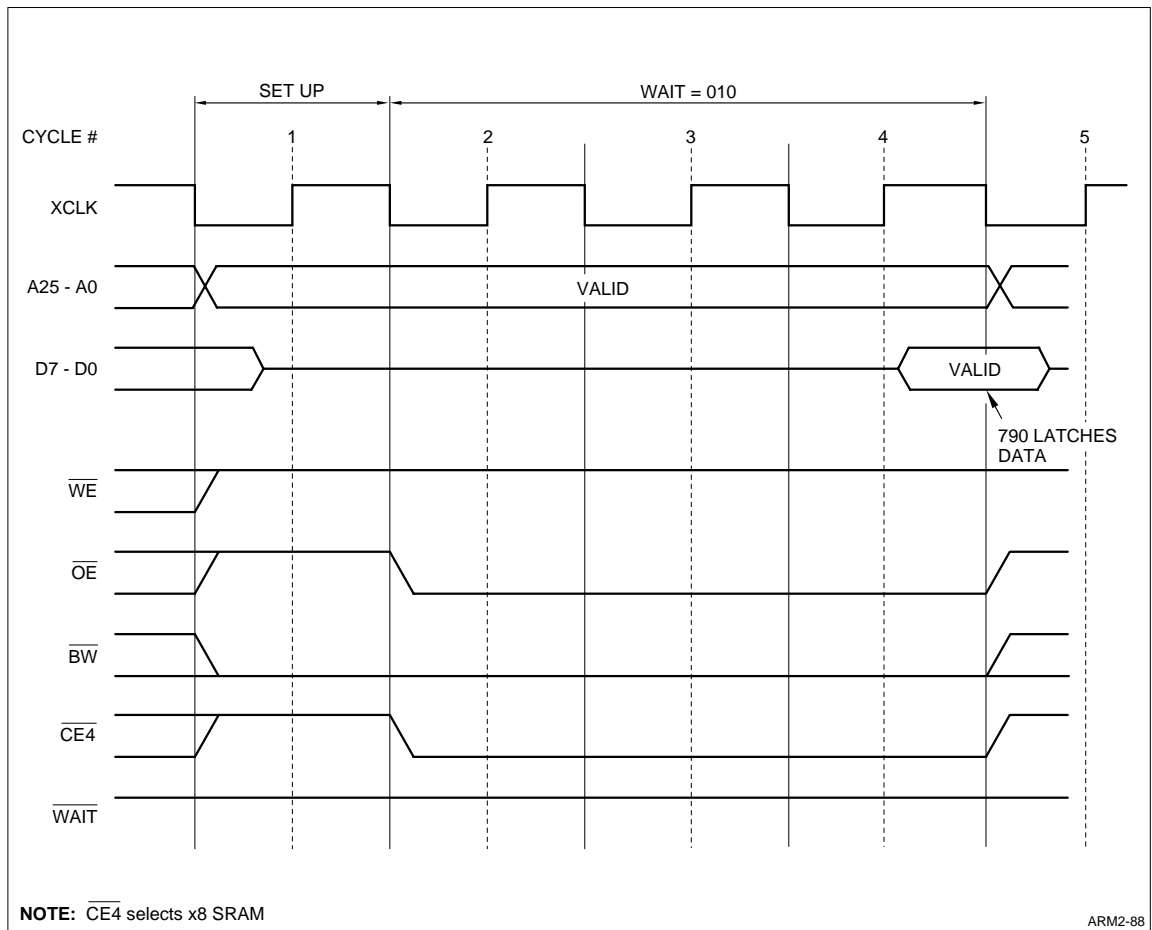 SET UP
WAIT = 010
CYCLE # 1 2 3 4 5
XCLK
A25 - A0 VALID
D7 - D0 VALID
790 LATCHES
DATA
WE
OE
BW
CE4
WAIT
NOTE: CE4 selects x8 SRAM
ARM2-88